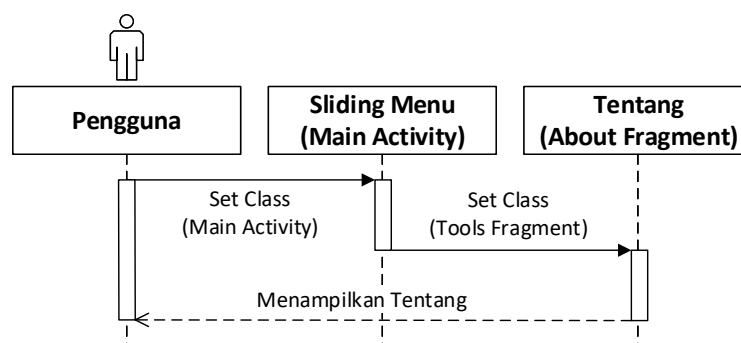 Pengguna
Sliding Menu
(Main Activity)
Tentang
(About Fragment)
Set Class
(Main Activity)
Set Class
(Tools Fragment)
Menampilkan Tentang